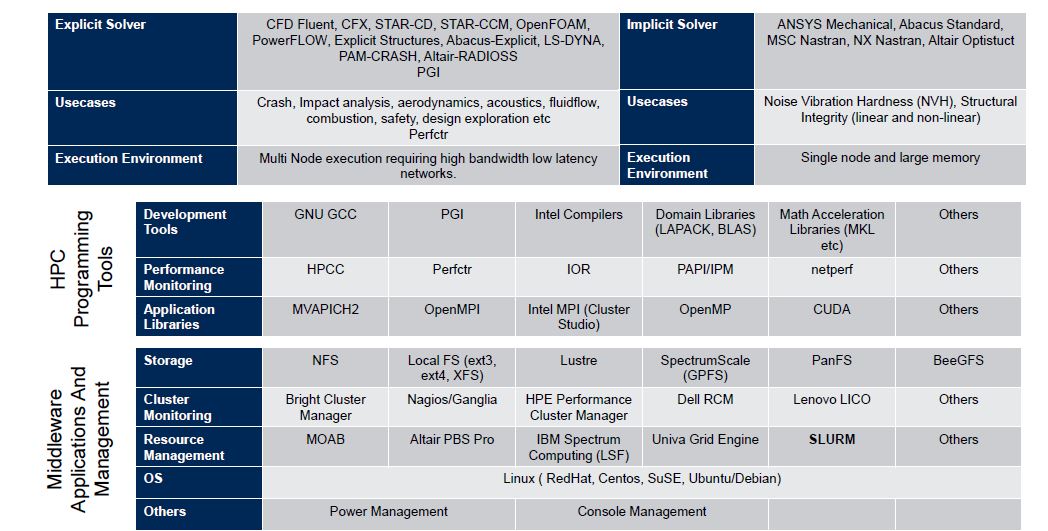 Explicit Solver
CFD Fluent, CFX, STAR-CD, STAR-CCM, OpenFOAM,
PowerFLOW, Explicit Structures, Abacus-Explicit, LS-DYNA,
PAM-CRASH, Altair-RADIOSS
PGI
Implicit Solver
ANSYS Mechanical, Abacus Standard,
MSC Nastran, NX Nastran, Altair Optistuct
Usecases
Crash, Impact analysis, aerodynamics, acoustics, fluidflow,
combustion, safety, design exploration etc
Perfctr
Usecases
Noise Vibration Hardness (NVH), Structural
Integrity (linear and non-linear)
Execution Environment
Multi Node execution requiring high bandwidth low latency
networks.
Execution
Environment
Single node and large memory
HPC
Programming
Tools
Development
Tools
GNU GCC
PGI
Intel Compilers
Domain Libraries
(LAPACK, BLAS)
Math Acceleration
Libraries (MKL
etc)
Others
Performance
Monitoring
HPCC
Perfctr
IOR
PAPI/IPM
netperf
Others
Application
Libraries
MVAPICH2
OpenMPI
Intel MPI (Cluster
Studio)
OpenMP
CUDA
Others
Middleware
Applications And
Management
Storage
NFS
Local FS (ext3,
ext4, XFS)
Lustre
SpectrumScale
(GPFS)
PanFS
BeeGFS
Cluster
Monitoring
Bright Cluster
Manager
Nagios/Ganglia
HPE Performance
Cluster Manager
Dell RCM
Lenovo LICO
Others
Resource
Management
MOAB
Altair PBS Pro
IBM Spectrum
Computing (LSF)
Univa Grid Engine
SLURM
Others
OS
Linux ( RedHat, Centos, SuSE, Ubuntu/Debian)
Others
Power Management
Console Management